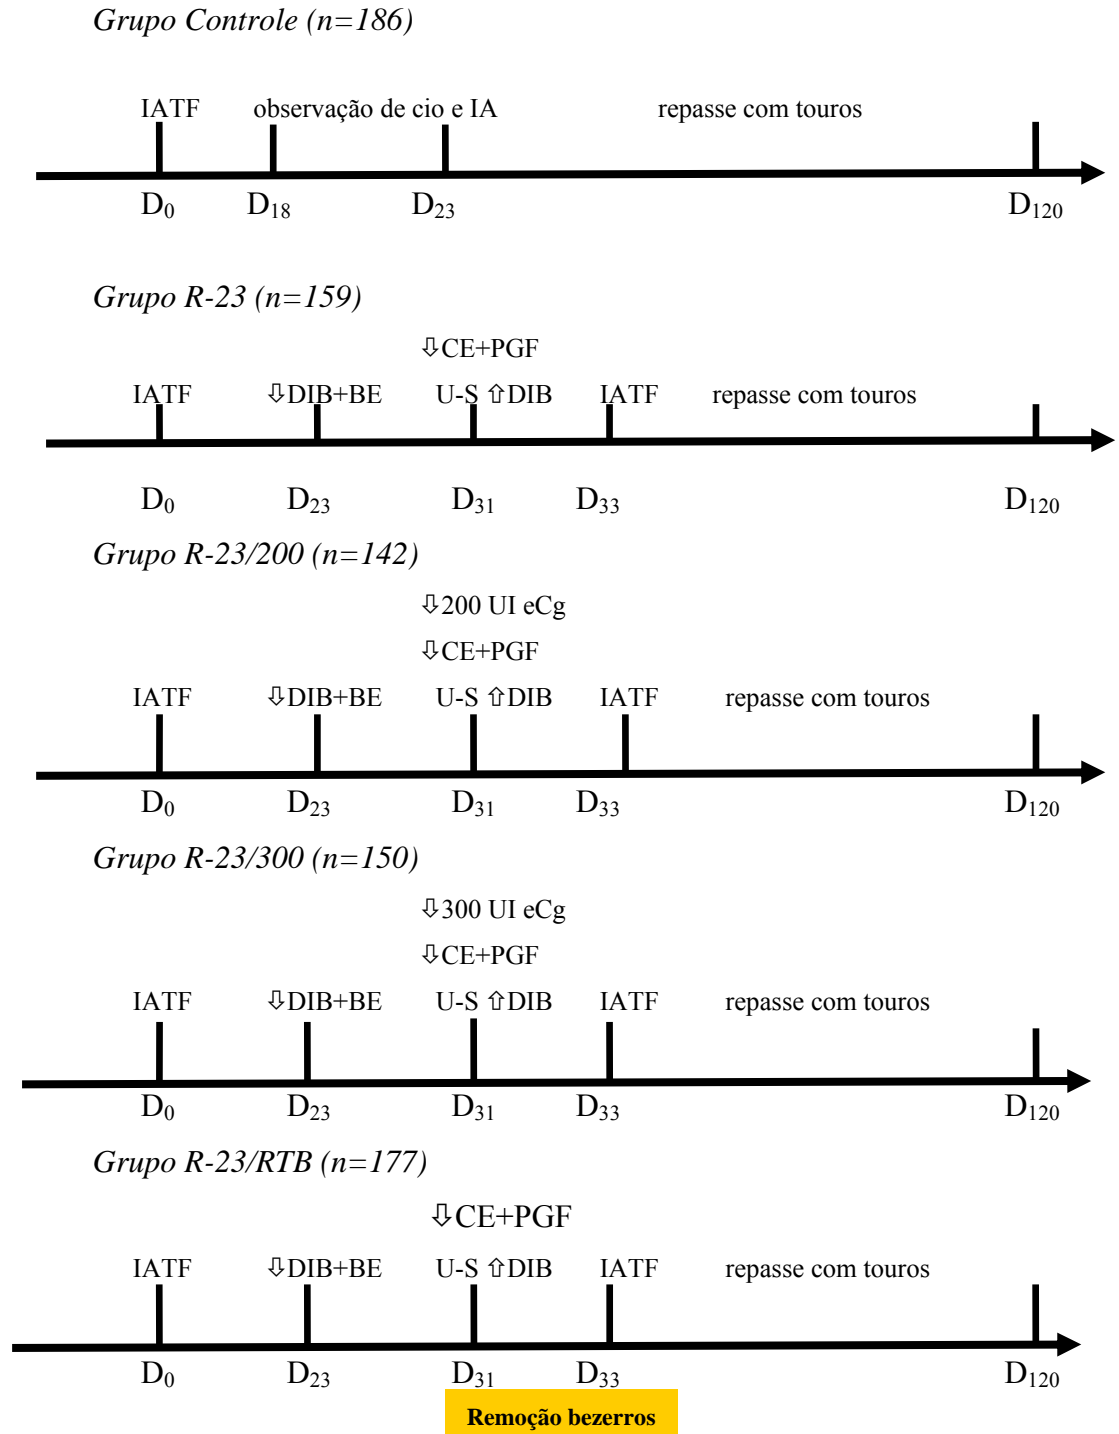 Grupo Controle (n=186)
IATF observação de cio e IA repasse com touros
D0 D18 D23 D120
Grupo R-23 (n=159)
⇩CE+PGF
IATF ⇩DIB+BE U-S ⇧DIB IATF repasse com touros
D0 D23 D31 D33 D120
Grupo R-23/200 (n=142)
⇩200 UI eCg
⇩CE+PGF
IATF ⇩DIB+BE U-S ⇧DIB IATF repasse com touros
D0 D23 D31 D33 D120
Grupo R-23/300 (n=150)
⇩300 UI eCg
⇩CE+PGF
IATF ⇩DIB+BE U-S ⇧DIB IATF repasse com touros
D0 D23 D31 D33 D120
Grupo R-23/RTB (n=177)
⇩CE+PGF
IATF ⇩DIB+BE U-S ⇧DIB IATF repasse com touros
D0 D23 D31 D33 D120
Remoção bezerros